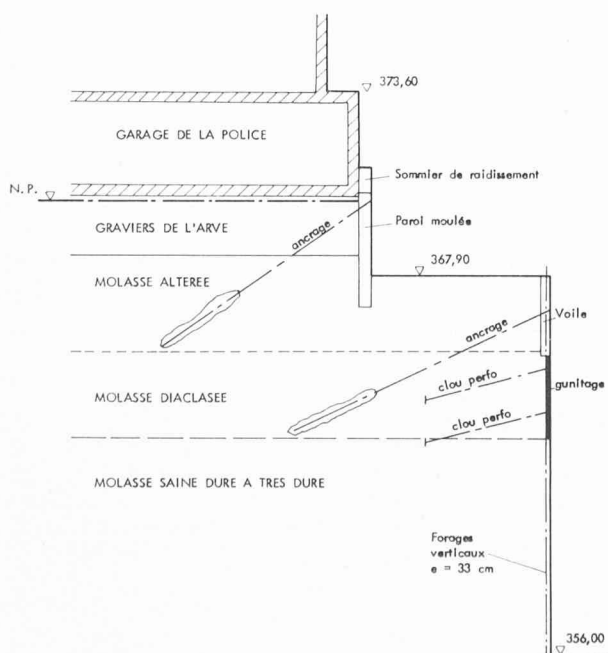 373,60
GARAGE DE LA POLICE
Sommier de raidissement
N.P.
Paroi moulée
GRAVIERS DE L'ARVE
ancrage
367,90
MOLASSE ALTEREE
Voile
ancrage
clou perfo
gunitage
MOLASSE DIACLASEE
clou perfo
MOLASSE SAINE DURE A TRES DURE
Forages
verticaux
e = 33 cm
356,00